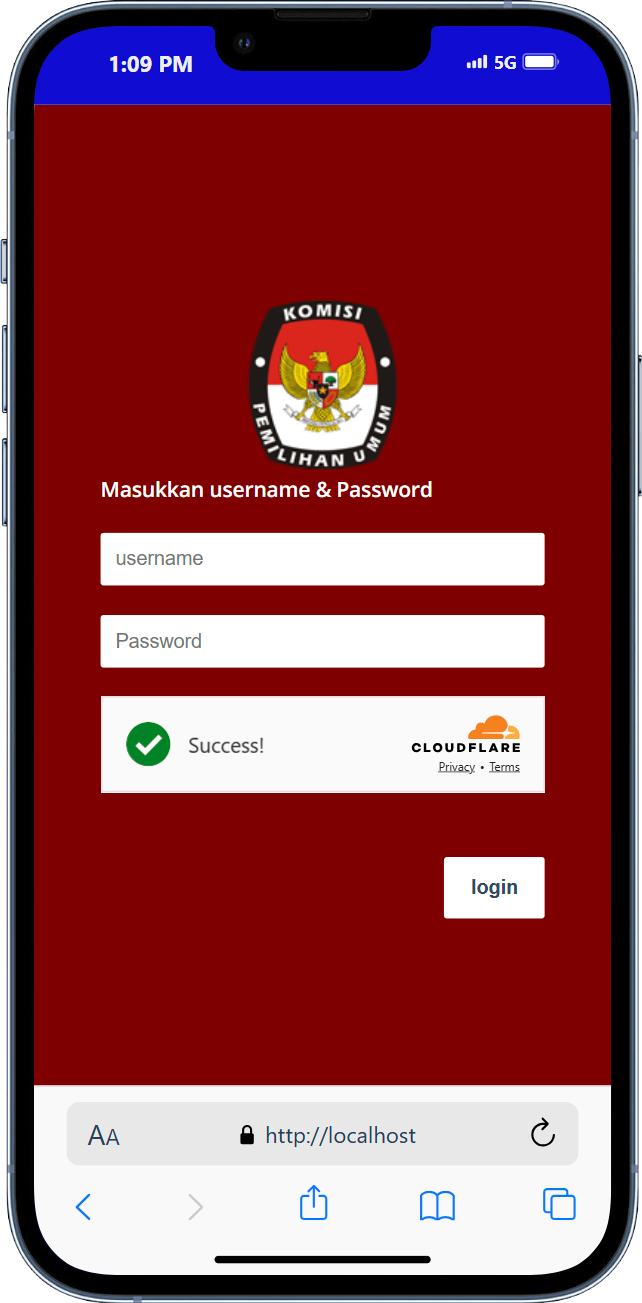 1:09 PM
5G
KOMISI
PEMILIHAN UMUM
Masukkan username & Password
username
Password
Success!
CLOUDFLARE
Privacy • Terms
login
AA
http://localhost